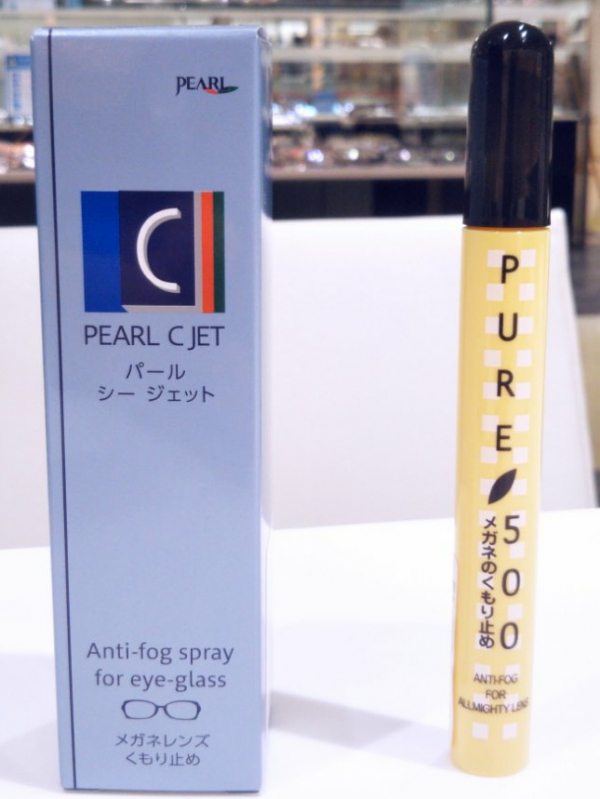 PEARL
C
PEARL C JET
パール
シー ジェット
Anti-fog spray
for eye-glass
メガネレンズ
くもり止め
PURE
500
メガネのくもり止め
ANTI-FOG
FOR
ALLMIGHTY LENS